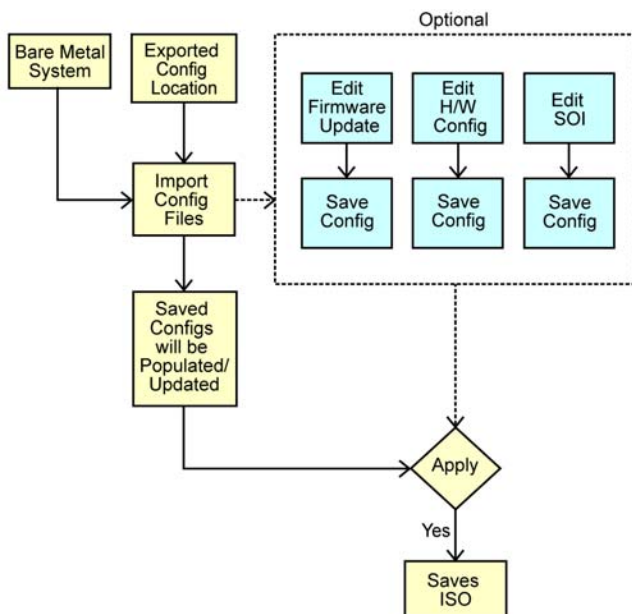 Optional
Bare Metal
System
Exported
Config
Location
Edit
Firmware
Update
Edit
H/W
Config
Edit
SOI
Import
Config
Files
Save
Config
Save
Config
Save
Config
Saved
Configs
will be
Populated/
Updated
Apply
Yes
Saves
ISO